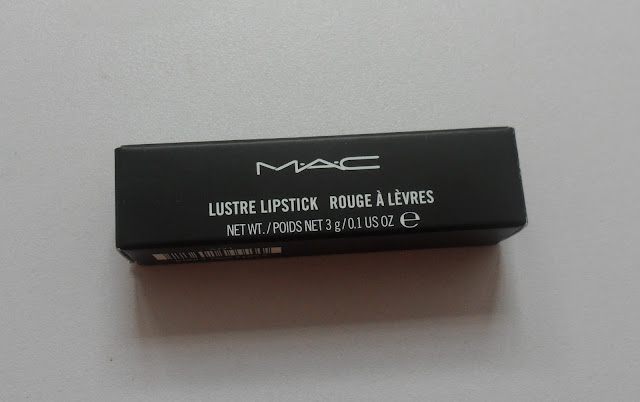 M·A·C
LUSTRE LIPSTICK ROUGE À LÈVRES
NET WT./POIDS NET 3 g/0.1 US OZ ℮